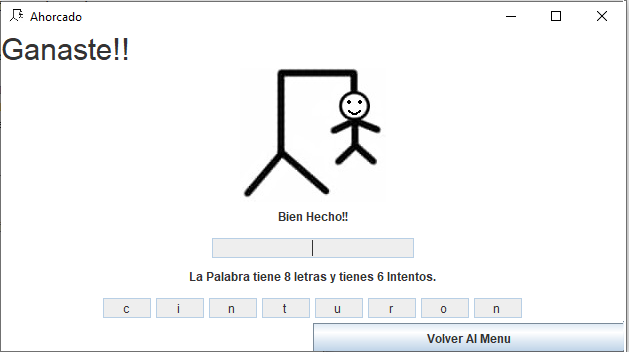 Ahorcado
Ganaste!!
Bien Hecho!!
La Palabra tiene 8 letras y tienes 6 Intentos.
c i n t u r o n
Volver Al Menu